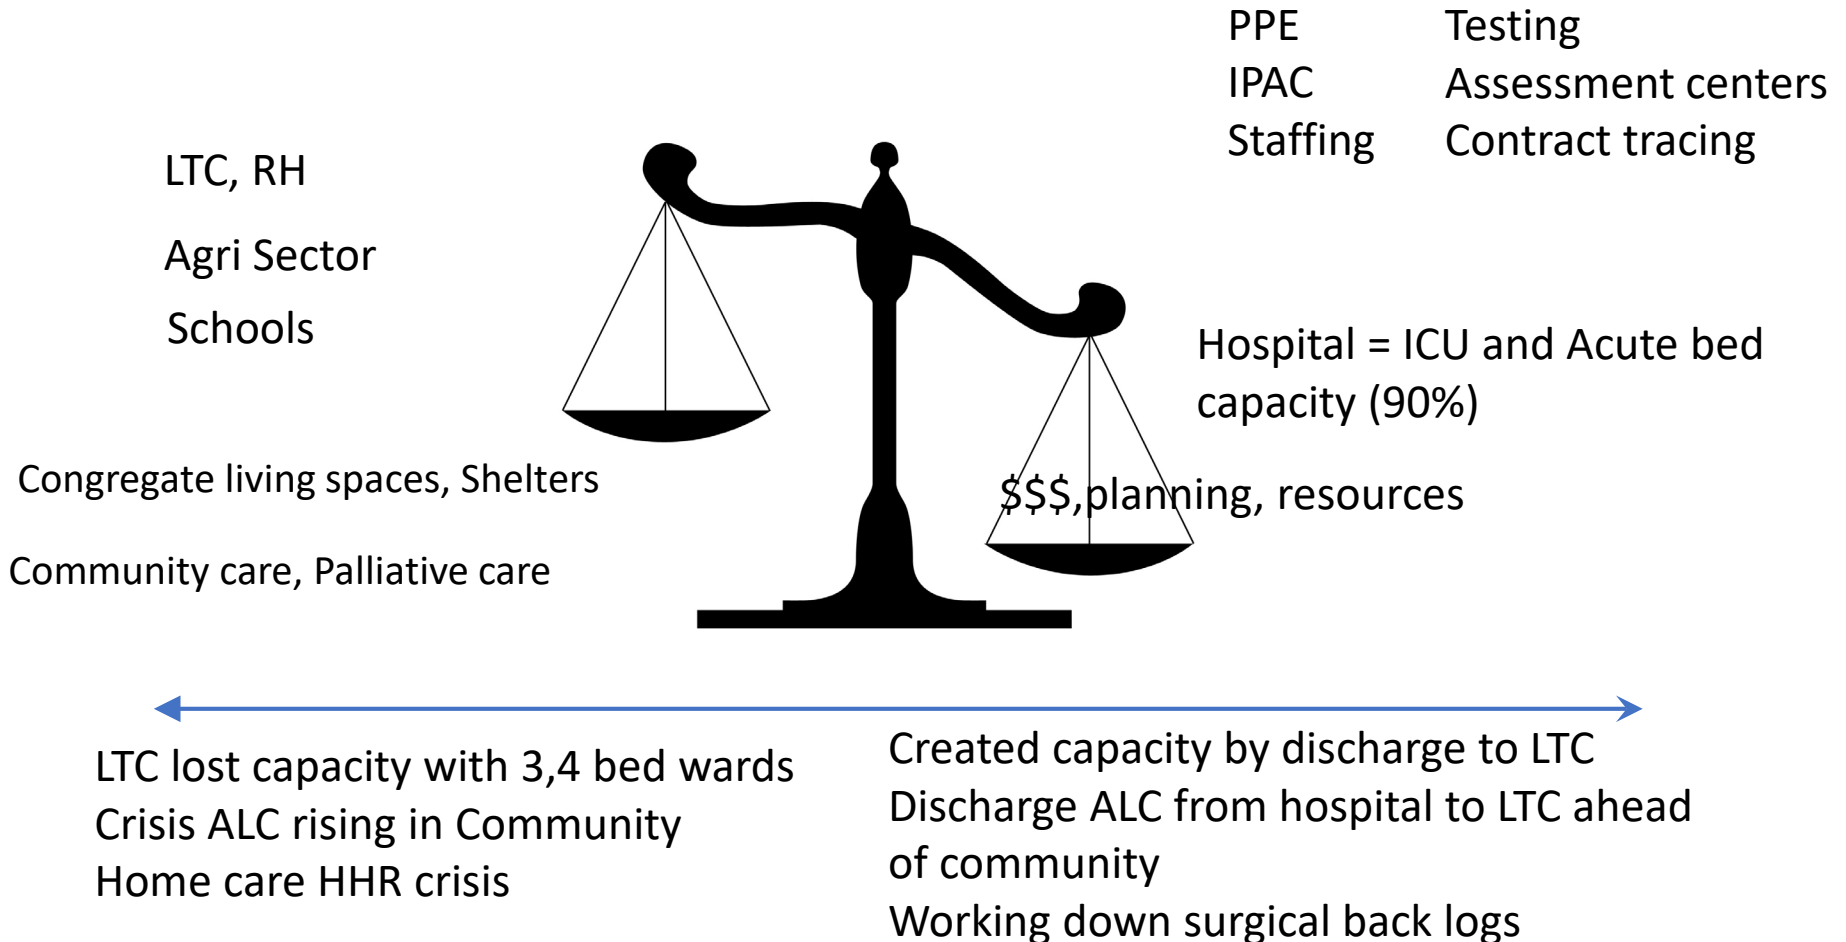 PPE
IPAC
Staffing
Testing
Assessment centers
Contract tracing
LTC, RH
Agri Sector
Schools
Congregate living spaces, Shelters
Community care, Palliative care
Hospital = ICU and Acute bed
capacity (90%)
$$$,planning, resources
LTC lost capacity with 3,4 bed wards
Crisis ALC rising in Community
Home care HHR crisis
Created capacity by discharge to LTC
Discharge ALC from hospital to LTC ahead
of community
Working down surgical back logs